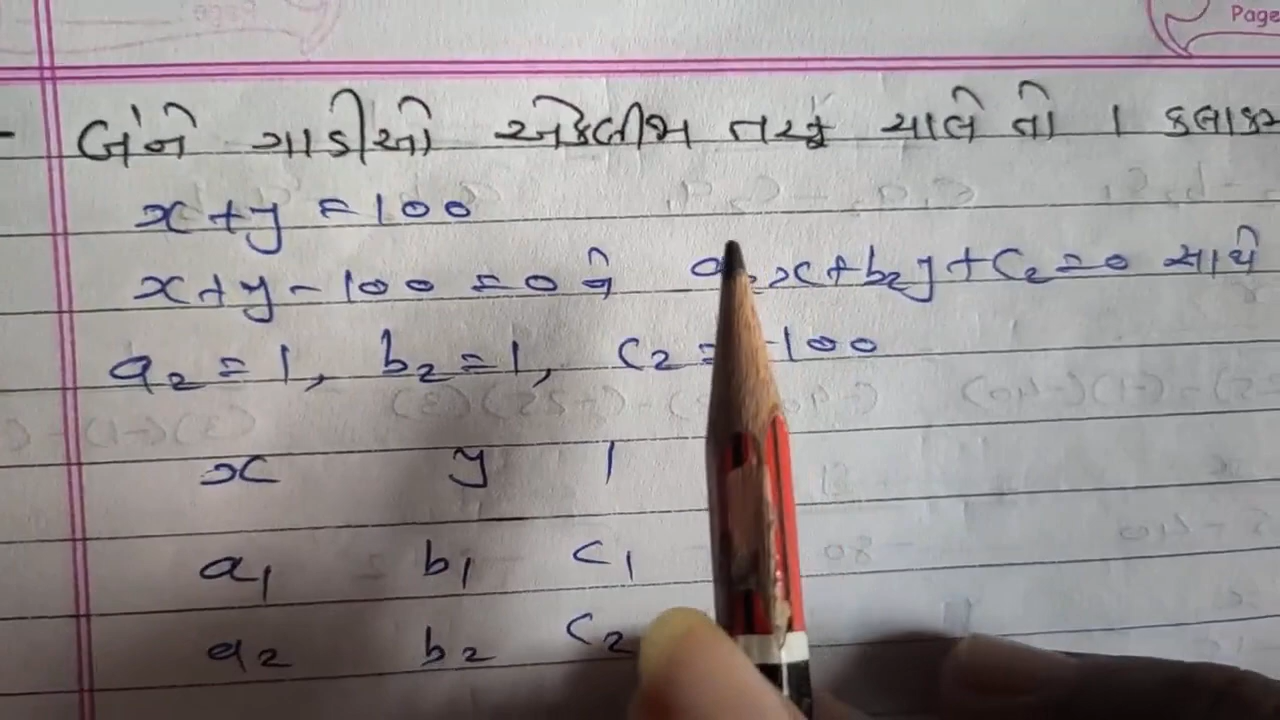 Page
- બંને ગાડીઓ એકબીજા તરફ ચાલે તો 1 કલાક
x+y=100
x+y-100=0 ને a₂x+b₂y+c₂=0 સાથે
a₂=1, b₂=1, c₂=-100
x y 1
a₁ b₁ c₁
a₂ b₂ c₂